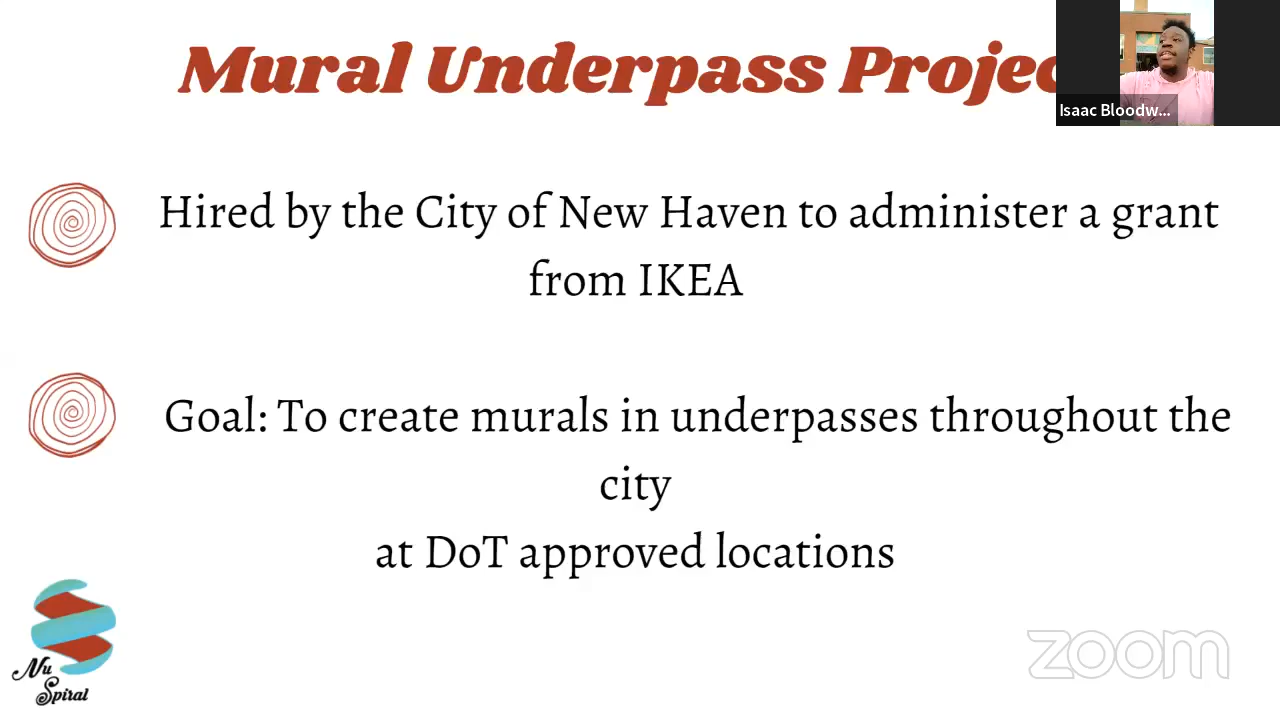 Mural Underpass Projec
Isaac Bloodw...
Hired by the City of New Haven to administer a grant
from IKEA
Goal: To create murals in underpasses throughout the
city
at DoT approved locations
Nu
Spiral
zoom